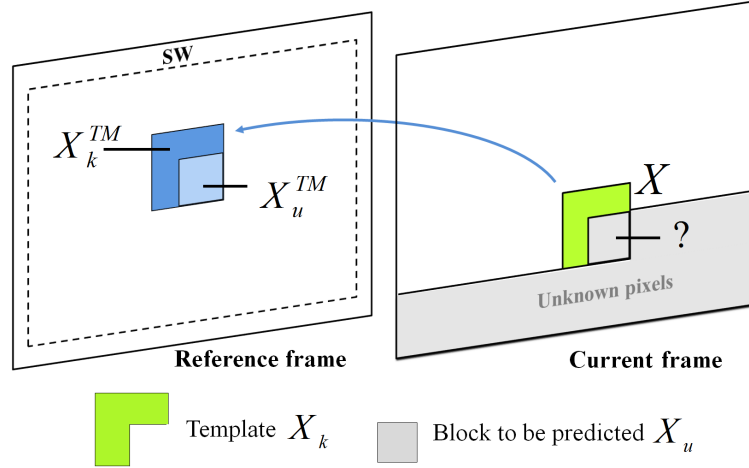 SW
X_k^{TM}
X_u^{TM}
X
?
Unknown pixels
Reference frame
Current frame
Template X_k
Block to be predicted X_u